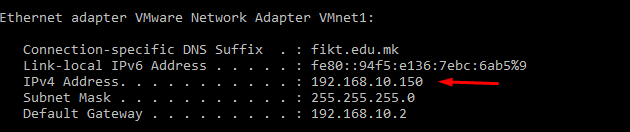 Ethernet adapter VMware Network Adapter VMnet1:
Connection-specific DNS Suffix  . : fikt.edu.mk
Link-local IPv6 Address . . . . . : fe80::94f5:e136:7ebc:6ab5%9
IPv4 Address. . . . . . . . . . . : 192.168.10.150
Subnet Mask . . . . . . . . . . . : 255.255.255.0
Default Gateway . . . . . . . . . : 192.168.10.2